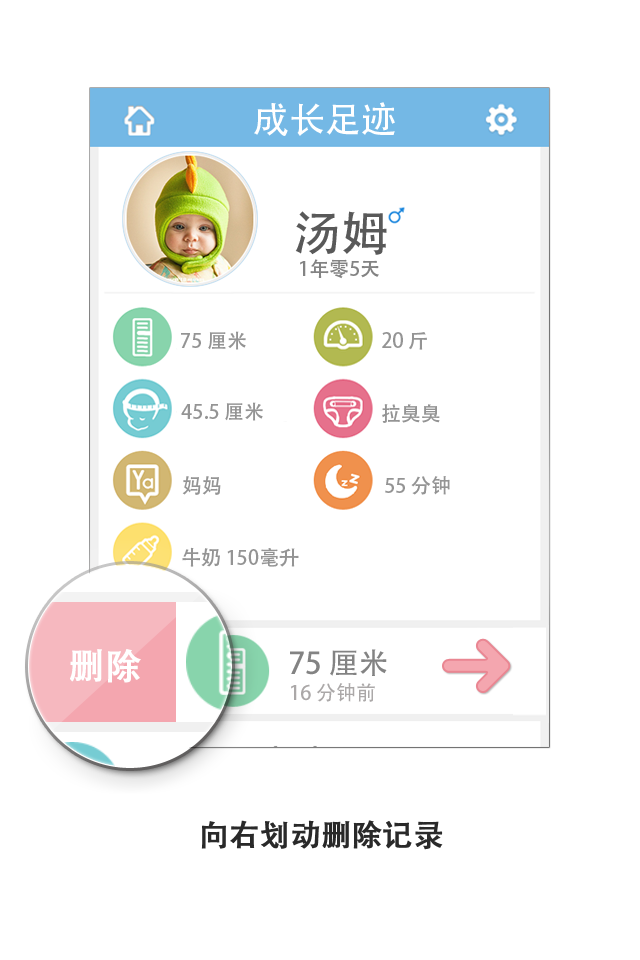 成长足迹
汤姆
1年零5天
75 厘米
20 斤
45.5 厘米
拉臭臭
Ya
妈妈
55 分钟
zz
牛奶 150毫升
删除
75 厘米
16 分钟前
向右划动删除记录